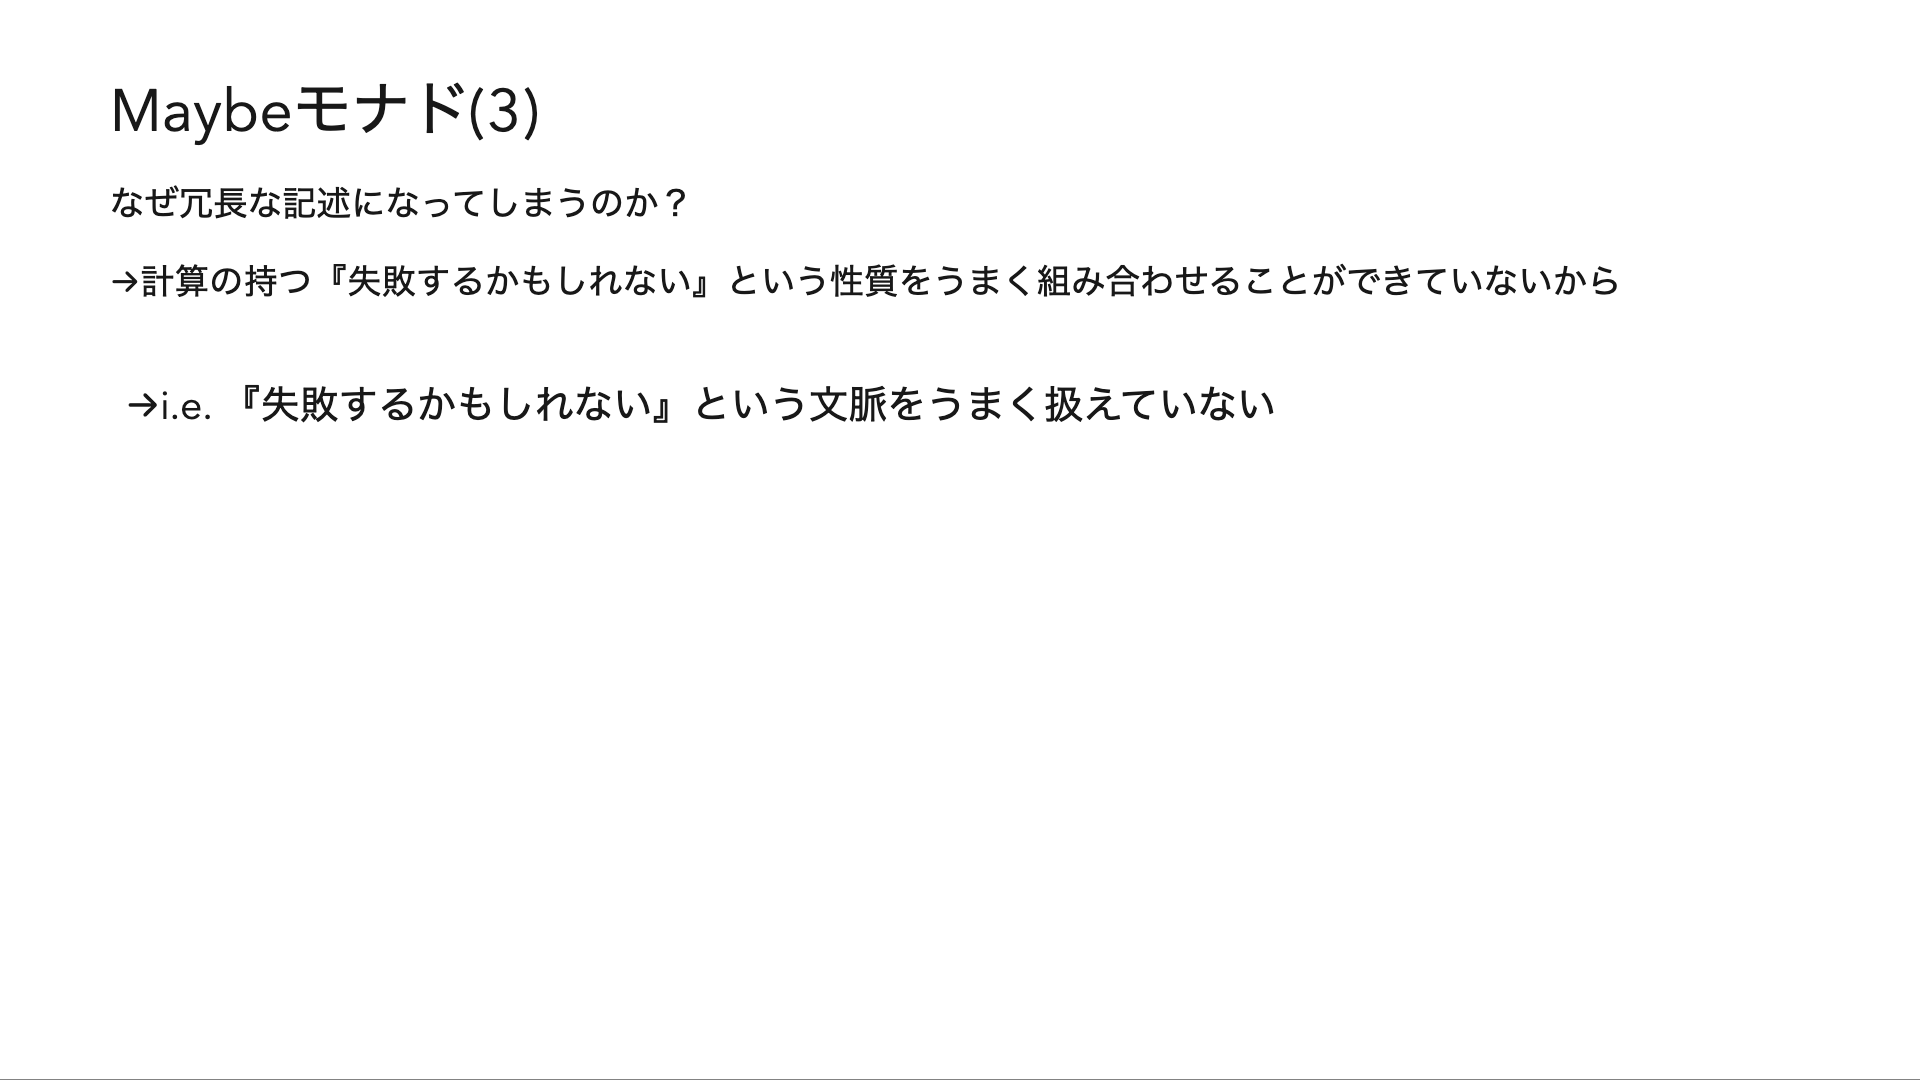 Maybeモナド(3)
なぜ冗長な記述になってしまうのか？
→計算の持つ『失敗するかもしれない』という性質をうまく組み合わせることができていないから
→i.e. 『失敗するかもしれない』という文脈をうまく扱えていない